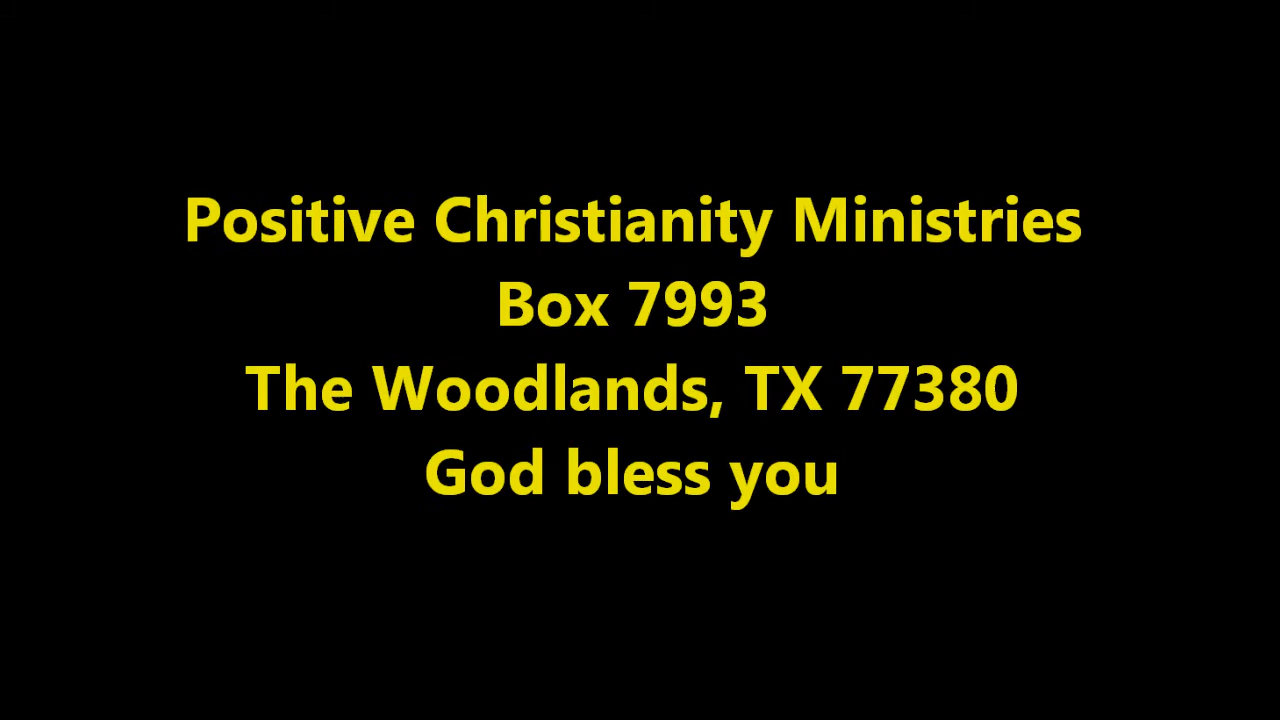 Positive Christianity Ministries
Box 7993
The Woodlands, TX 77380
God bless you